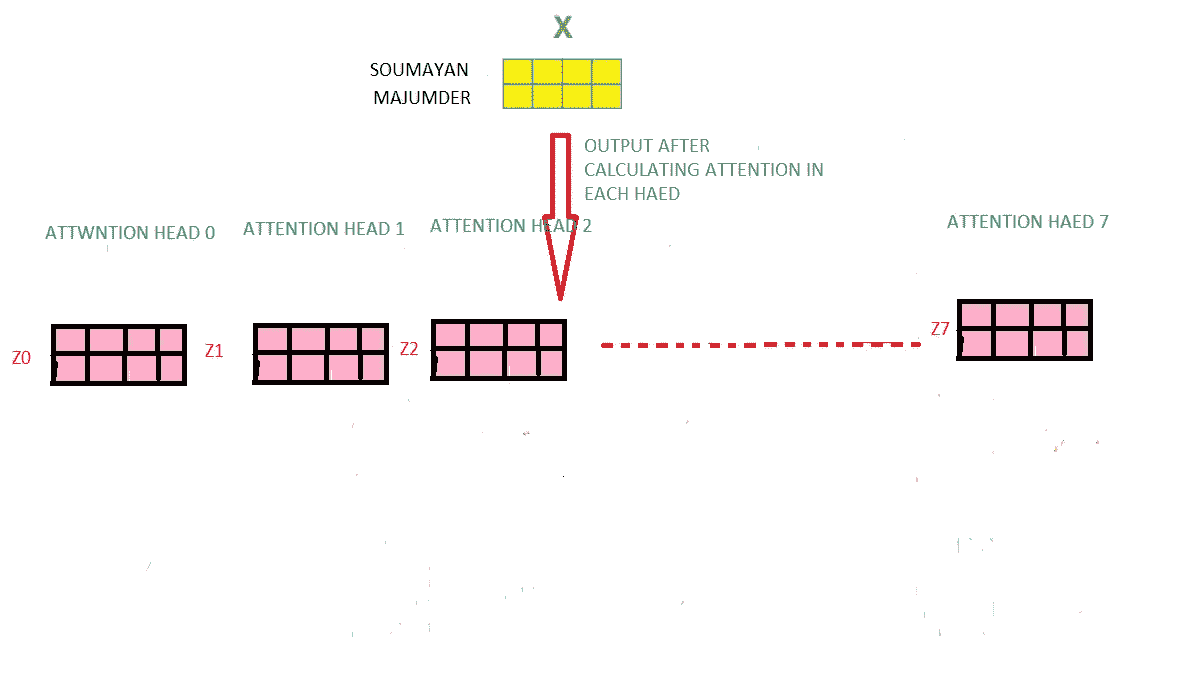 X
SOUMAYAN
MAJUMDER
OUTPUT AFTER
CALCULATING ATTENTION IN
EACH HAED
ATTWNTION HEAD 0
ATTENTION HEAD 1
ATTENTION HEAD 2
ATTENTION HAED 7
Z0
Z1
Z2
Z7